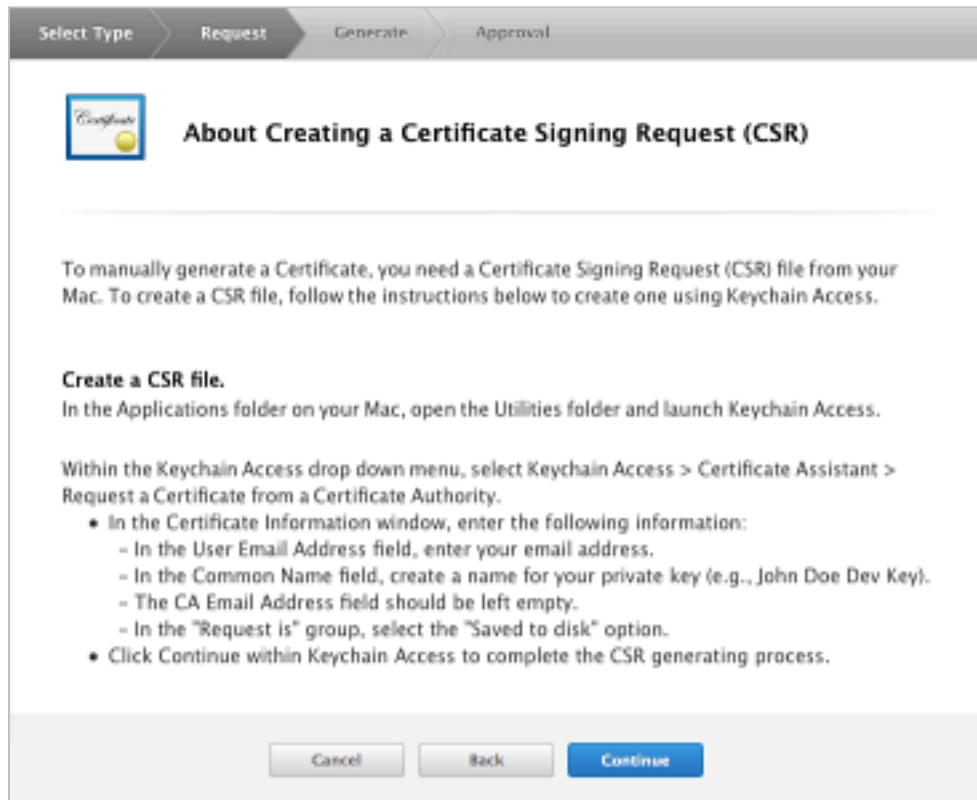 Select Type
Request
Generate
Approval
Certificate
About Creating a Certificate Signing Request (CSR)
To manually generate a Certificate, you need a Certificate Signing Request (CSR) file from your
Mac. To create a CSR file, follow the instructions below to create one using Keychain Access.
Create a CSR file.
In the Applications folder on your Mac, open the Utilities folder and launch Keychain Access.
Within the Keychain Access drop down menu, select Keychain Access > Certificate Assistant >
Request a Certificate from a Certificate Authority.
• In the Certificate Information window, enter the following information:
– In the User Email Address field, enter your email address.
– In the Common Name field, create a name for your private key (e.g., John Doe Dev Key).
– The CA Email Address field should be left empty.
– In the "Request is" group, select the "Saved to disk" option.
• Click Continue within Keychain Access to complete the CSR generating process.
Cancel
Back
Continue